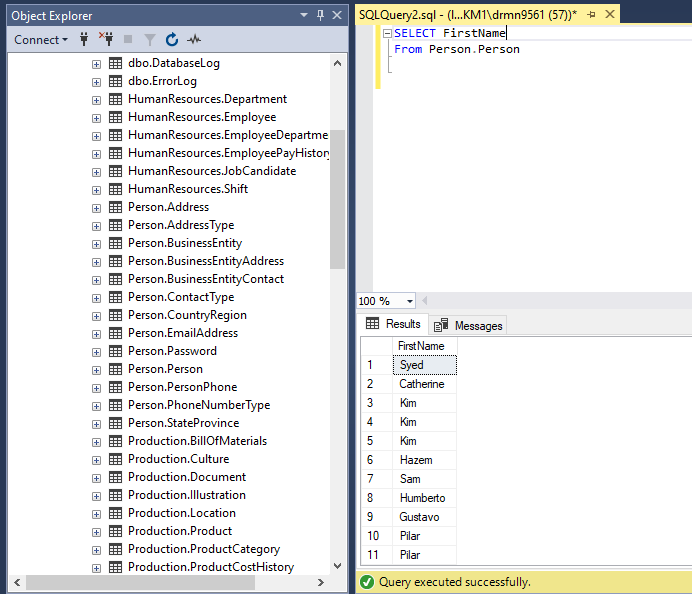 Object Explorer
Connect
dbo.DatabaseLog
dbo.ErrorLog
HumanResources.Department
HumanResources.Employee
HumanResources.EmployeeDepartme
HumanResources.EmployeePayHistory
HumanResources.JobCandidate
HumanResources.Shift
Person.Address
Person.AddressType
Person.BusinessEntity
Person.BusinessEntityAddress
Person.BusinessEntityContact
Person.ContactType
Person.CountryRegion
Person.EmailAddress
Person.Password
Person.Person
Person.PersonPhone
Person.PhoneNumberType
Person.StateProvince
Production.BillOfMaterials
Production.Culture
Production.Document
Production.Illustration
Production.Location
Production.Product
Production.ProductCategory
Production.ProductCostHistory
SQLQuery2.sql - (l...KM1\drmn9561 (57))*
SELECT FirstName
From Person.Person
100 %
Results Messages
FirstName
1 Syed
2 Catherine
3 Kim
4 Kim
5 Kim
6 Hazem
7 Sam
8 Humberto
9 Gustavo
10 Pilar
11 Pilar
Query executed successfully.